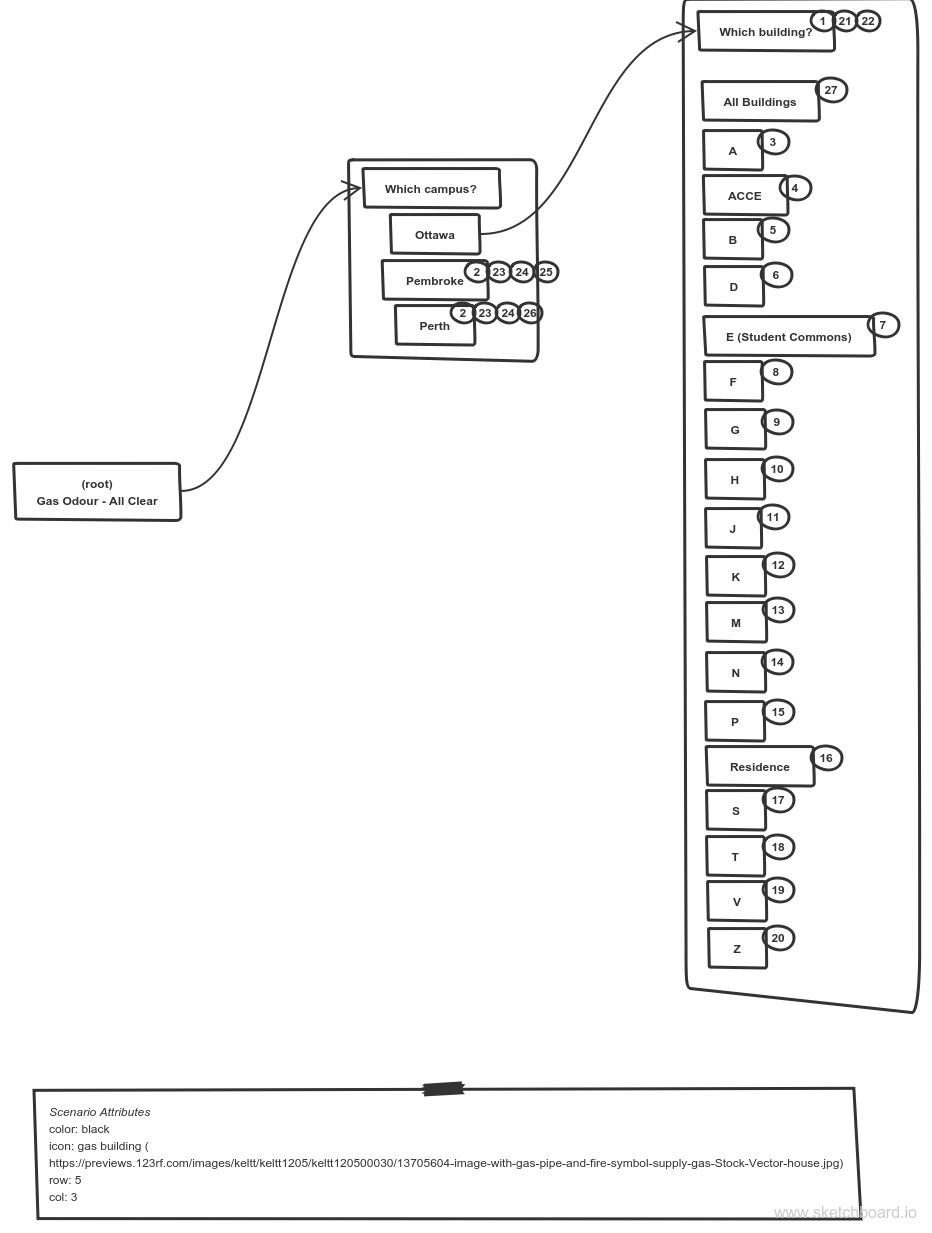 Which building?
1
21
22
All Buildings
27
A
3
ACCE
4
B
5
D
6
E (Student Commons)
7
F
8
G
9
H
10
J
11
K
12
M
13
N
14
P
15
Residence
16
S
17
T
18
V
19
Z
20
Which campus?
Ottawa
Pembroke
2
23
24
25
Perth
2
23
24
26
(root)
Gas Odour - All Clear
Scenario Attributes
color: black
icon: gas building (
https://previews.123rf.com/images/keltt/keltt1205/keltt120500030/13705604-image-with-gas-pipe-and-fire-symbol-supply-gas-Stock-Vector-house.jpg)
row: 5
col: 3
www.sketchboard.io